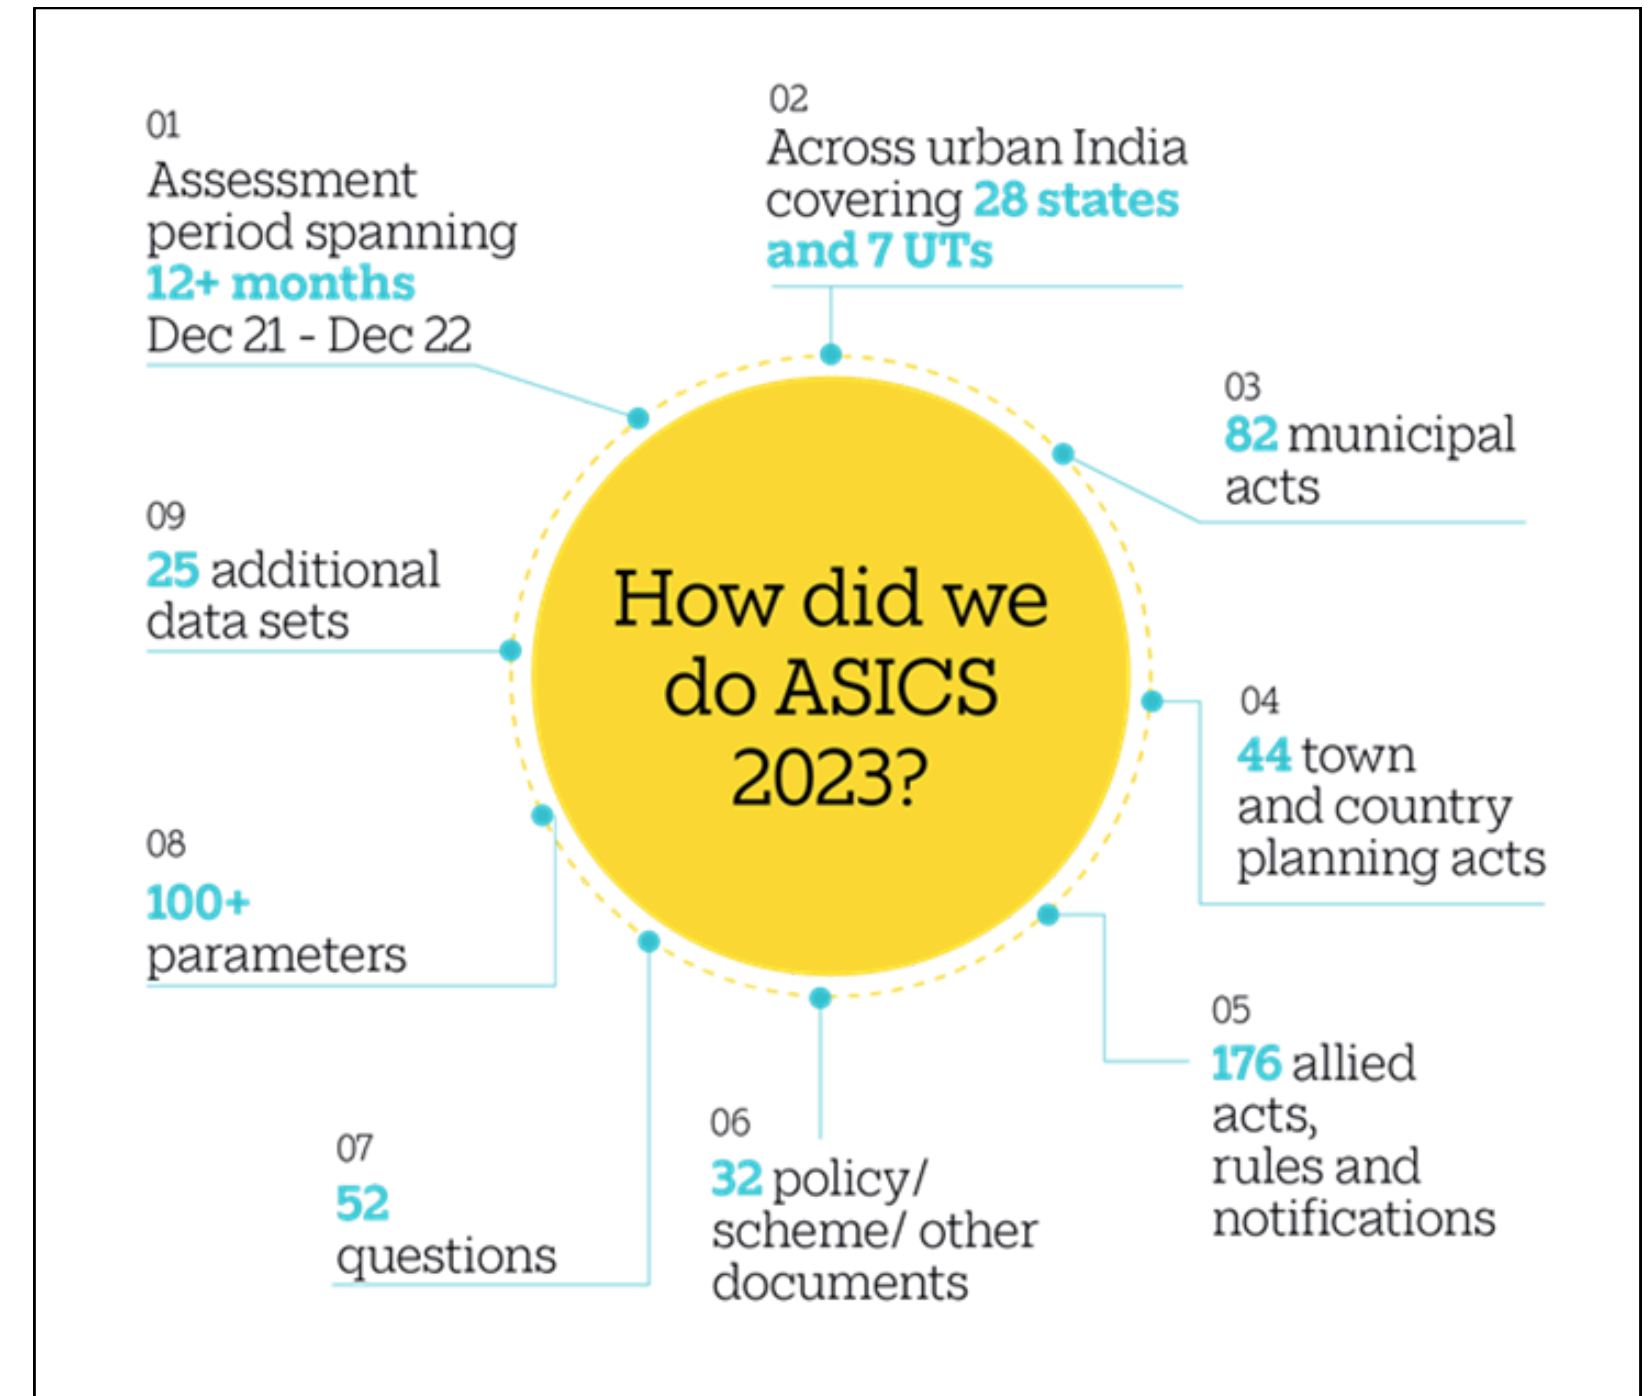 01
Assessment
period spanning
12+ months
Dec 21 - Dec 22
02
Across urban India
covering 28 states
and 7 UTs
03
82 municipal
acts
04
44 town
and country
planning acts
05
176 allied
acts,
rules and
notifications
06
32 policy/
scheme/ other
documents
07
52
questions
08
100+
parameters
09
25 additional
data sets
How did we
do ASICS
2023?